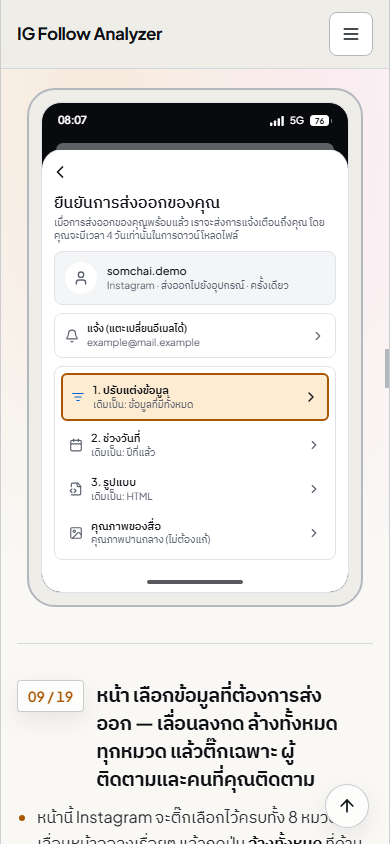 IG Follow Analyzer
08:07
5G
76
ยืนยันการส่งออกของคุณ
เมื่อการส่งออกของคุณพร้อมแล้ว เราจะส่งการแจ้งเตือนถึงคุณ โดย
คุณจะมีเวลา 4 วันเท่านั้นในการดาวน์โหลดไฟล์
somchai.demo
Instagram · ส่งออกไปยังอุปกรณ์ · ครั้งเดียว
แจ้ง (แตะเปลี่ยนอีเมลได้)
example@mail.example
1. ปรับแต่งข้อมูล
เดิมเป็น: ข้อมูลที่มีทั้งหมด
2. ช่วงวันที่
เดิมเป็น: ปีที่แล้ว
3. รูปแบบ
เดิมเป็น: HTML
คุณภาพของสื่อ
คุณภาพปานกลาง (ไม่ต้องแก้)
09 / 19
หน้า เลือกข้อมูลที่ต้องการส่ง
ออก — เลื่อนลงกด ล้างทั้งหมด
ทุกหมวด แล้วติ๊กเฉพาะ ผู้
ติดตามและคนที่คุณติดตาม
หน้านี้ Instagram จะติ๊กเลือกไว้ครบทั้ง 8 หมวด